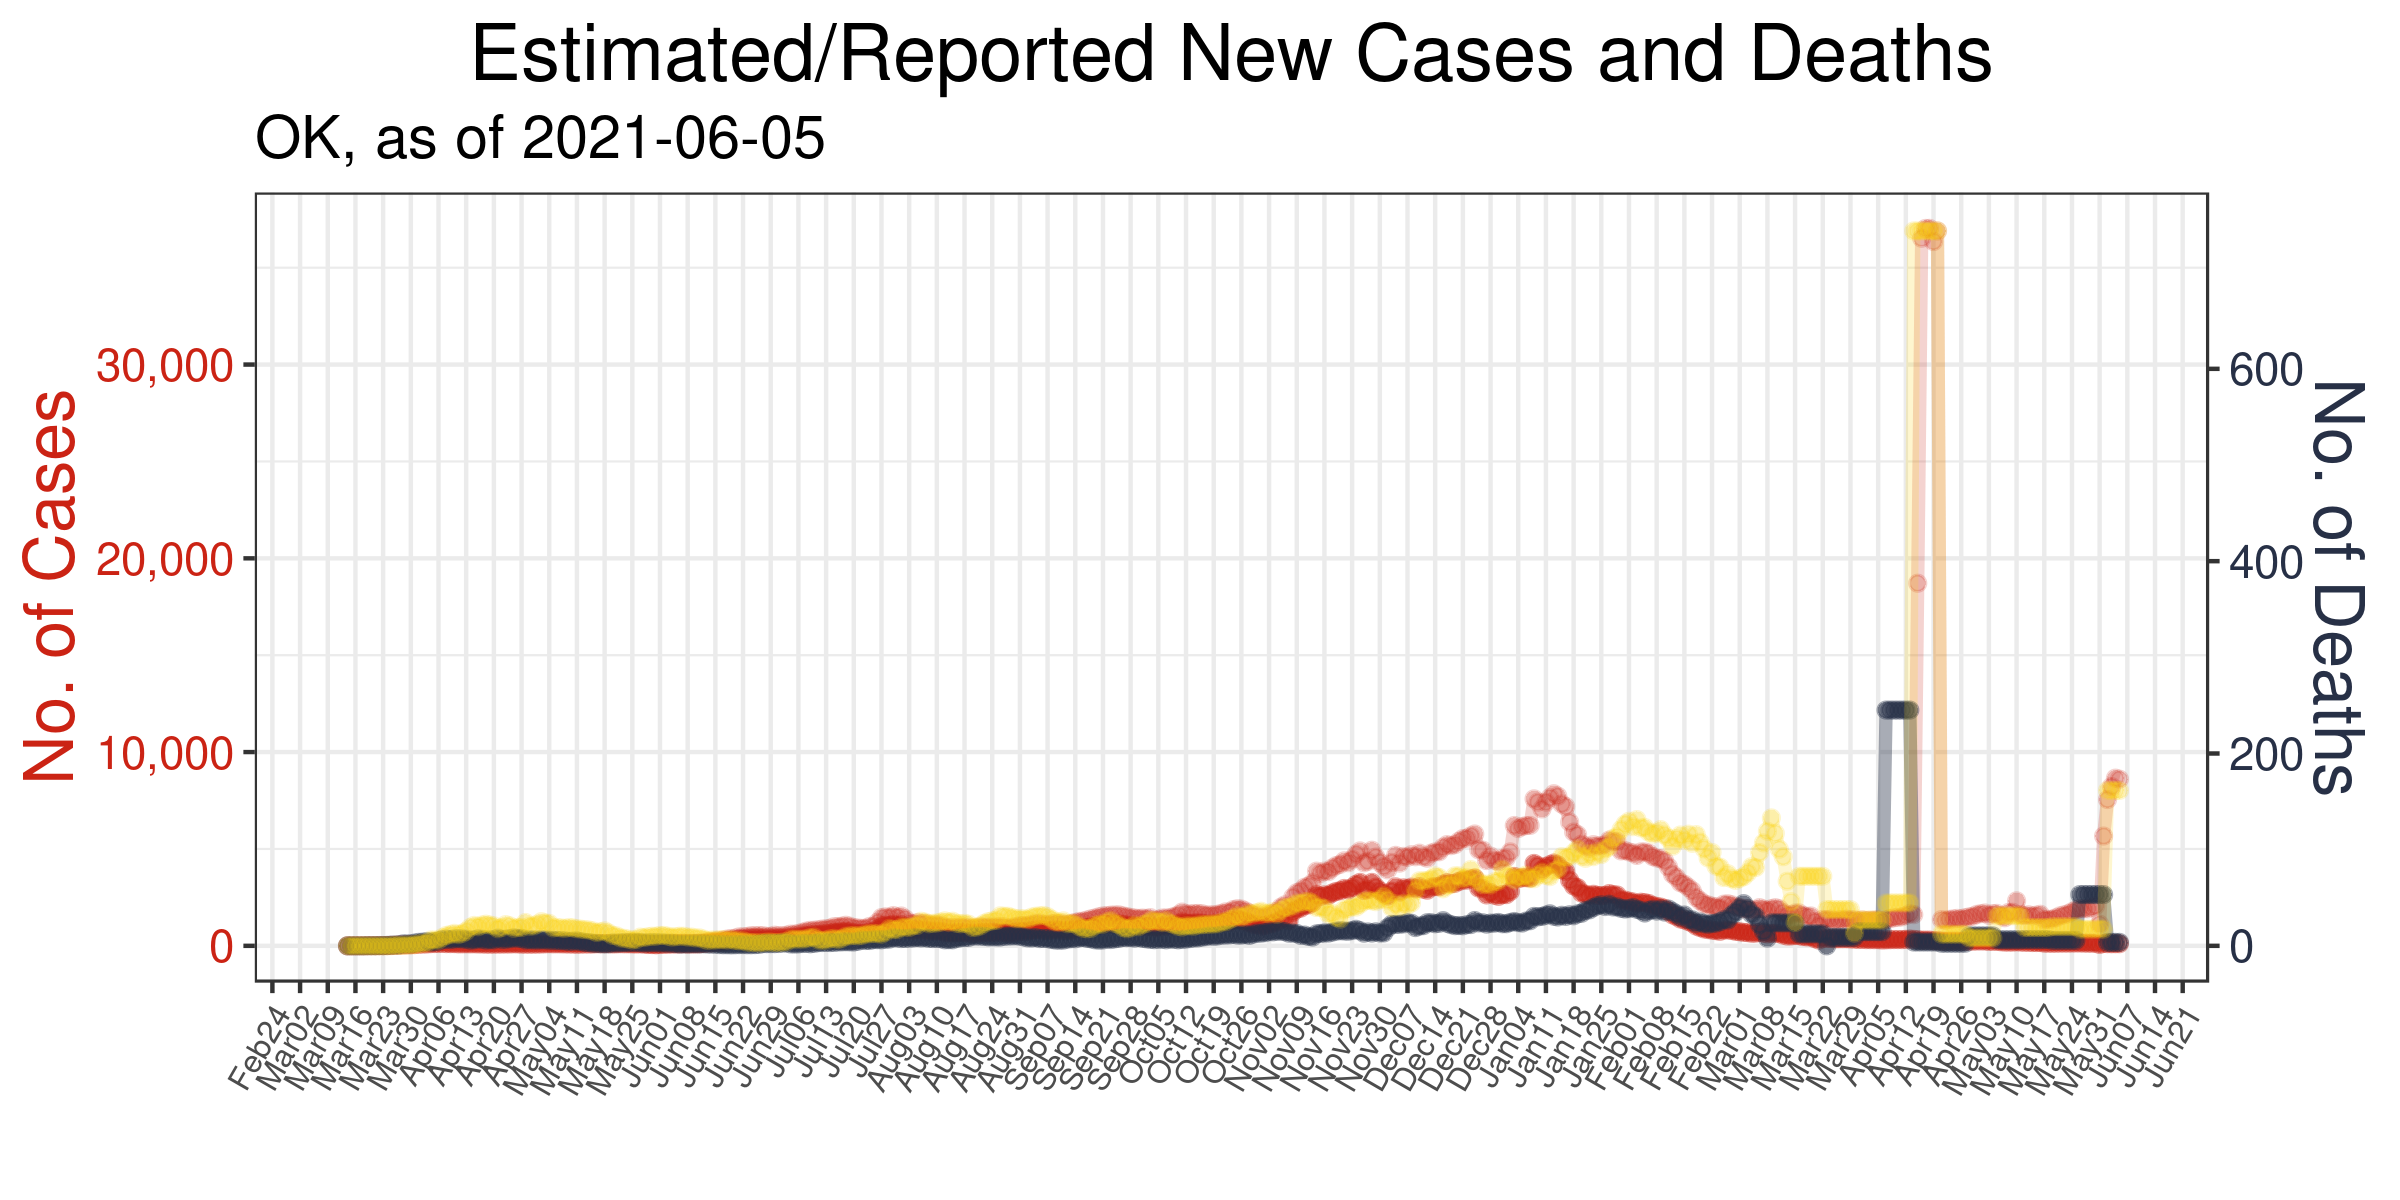 Estimated/Reported New Cases and Deaths
OK, as of 2021-06-05
No. of Cases
30,000
20,000
10,000
0
600
400
200
0
No. of Deaths
Feb24
Mar02
Mar09
Mar16
Mar23
Mar30
Apr06
Apr13
Apr20
Apr27
May04
May11
May18
May25
Jun01
Jun08
Jun15
Jun22
Jun29
Jul06
Jul13
Jul20
Jul27
Aug03
Aug10
Aug17
Aug24
Aug31
Sep07
Sep14
Sep21
Sep28
Oct05
Oct12
Oct19
Oct26
Nov02
Nov09
Nov16
Nov23
Nov30
Dec07
Dec14
Dec21
Dec28
Jan04
Jan11
Jan18
Jan25
Feb01
Feb08
Feb15
Feb22
Mar01
Mar08
Mar15
Mar22
Mar29
Apr05
Apr12
Apr19
Apr26
May03
May10
May17
May24
May31
Jun07
Jun14
Jun21